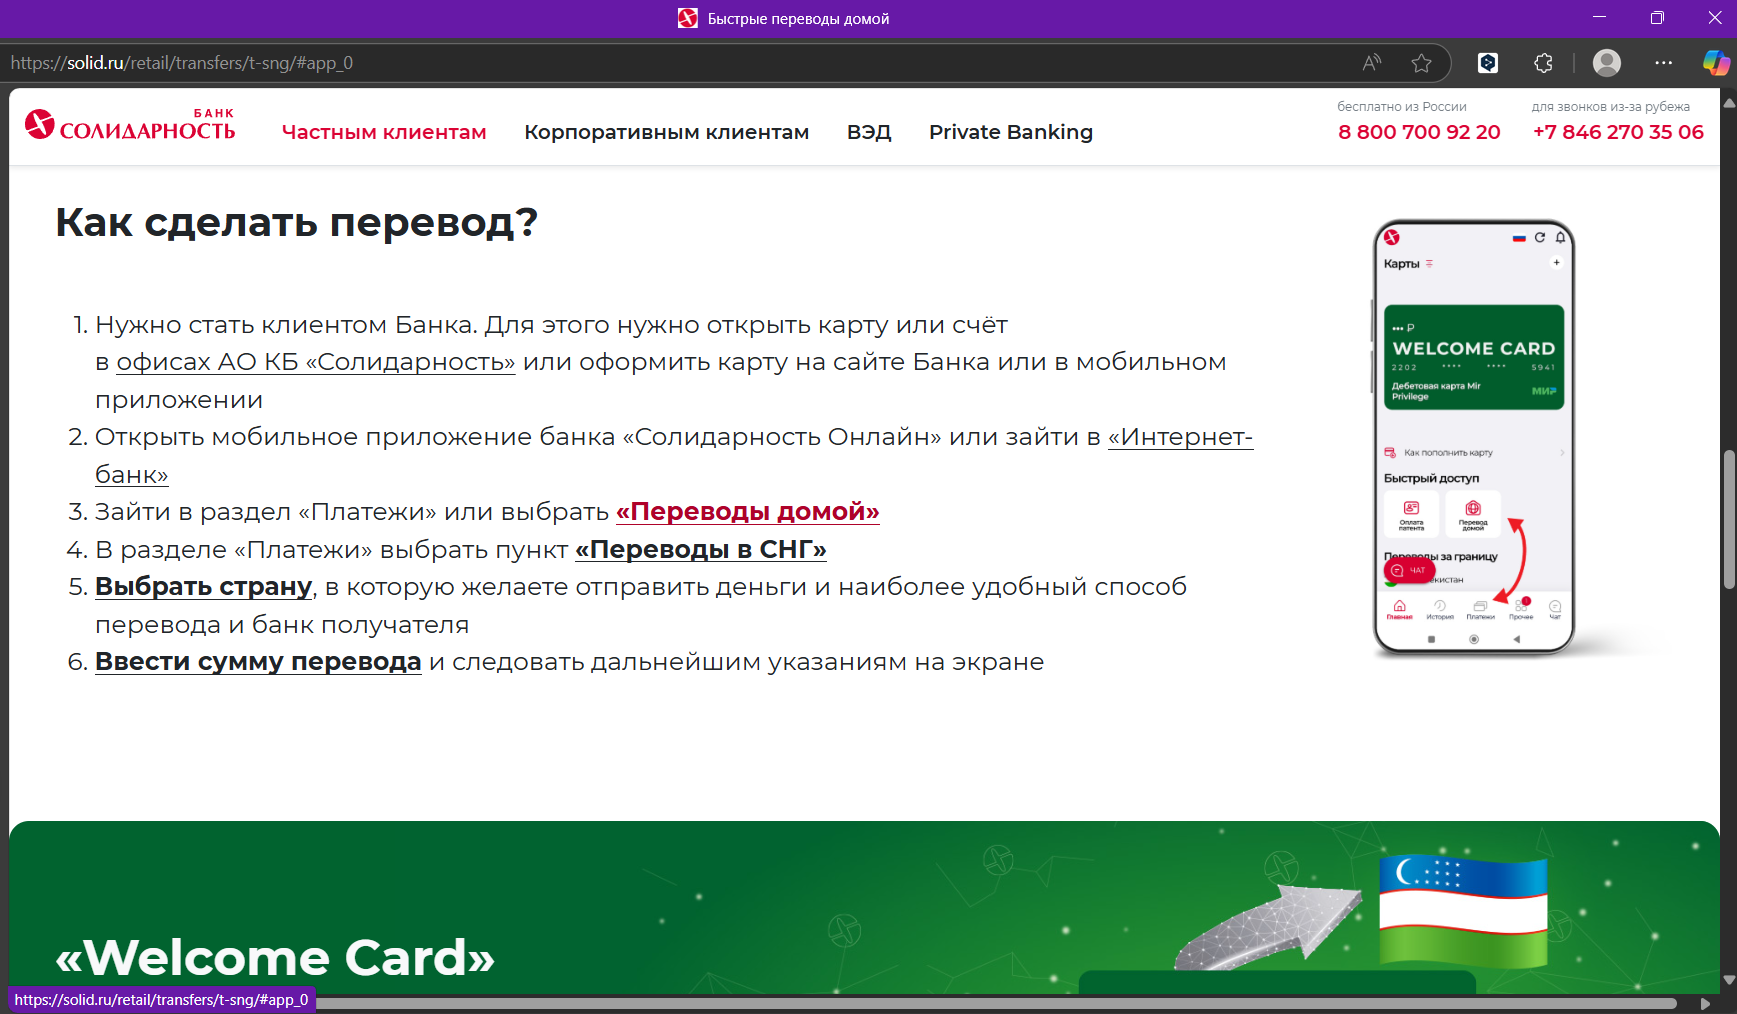 Быстрые переводы домой
https://solid.ru/retail/transfers/t-sng/#app_0
БАНК
СОЛИДАРНОСТЬ
Частным клиентам
Корпоративным клиентам
ВЭД
Private Banking
бесплатно из России
8 800 700 92 20
для звонков из-за рубежа
+7 846 270 35 06
Как сделать перевод?
1. Нужно стать клиентом Банка. Для этого нужно открыть карту или счёт
в офисах АО КБ «Солидарность» или оформить карту на сайте Банка или в мобильном
приложении
2. Открыть мобильное приложение банка «Солидарность Онлайн» или зайти в «Интернет-
банк»
3. Зайти в раздел «Платежи» или выбрать «Переводы домой»
4. В разделе «Платежи» выбрать пункт «Переводы в СНГ»
5. Выбрать страну, в которую желаете отправить деньги и наиболее удобный способ
перевода и банк получателя
6. Ввести сумму перевода и следовать дальнейшим указаниям на экране
Карты
+
••• ₽
WELCOME CARD
2202 **** **** 5941
Дебетовая карта Mir
Privilege
МИР
Как пополнить карту
Быстрый доступ
Оплата
патента
Перевод
домой
Переводы за границу
ЧАТ
екистан
Главная
История
Платежи
Прочее
Чат
«Welcome Card»
https://solid.ru/retail/transfers/t-sng/#app_0